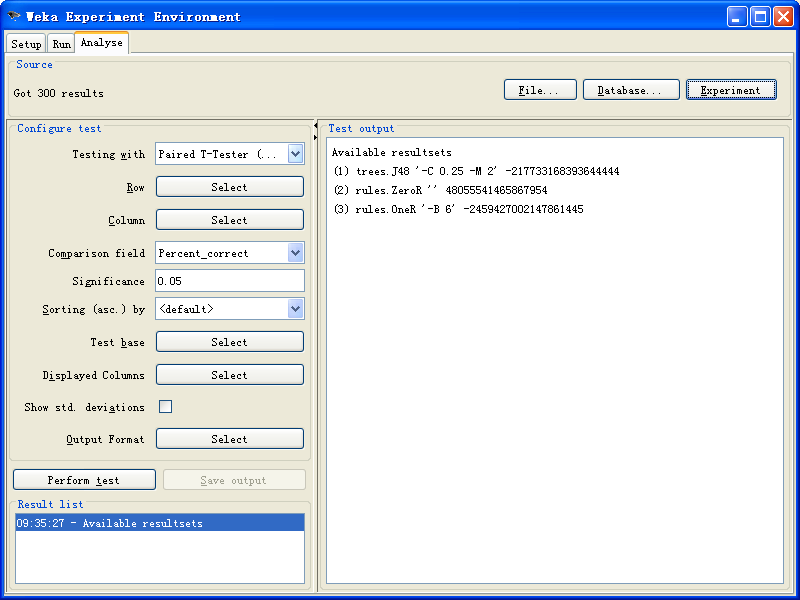 Weka Experiment Environment
Setup Run Analyse
Source
Got 300 results
File... Database... Experiment
Configure test
Testing with Paired T-Tester (...
Row Select
Column Select
Comparison field Percent_correct
Significance 0.05
Sorting (asc.) by <default>
Test base Select
Displayed Columns Select
Show std. deviations
Output Format Select
Perform test Save output
Result list
09:35:27 - Available resultsets
Test output
Available resultsets
(1) trees.J48 '-C 0.25 -M 2' -217733168393644444
(2) rules.ZeroR '' 48055541465867954
(3) rules.OneR '-B 6' -2459427002147861445